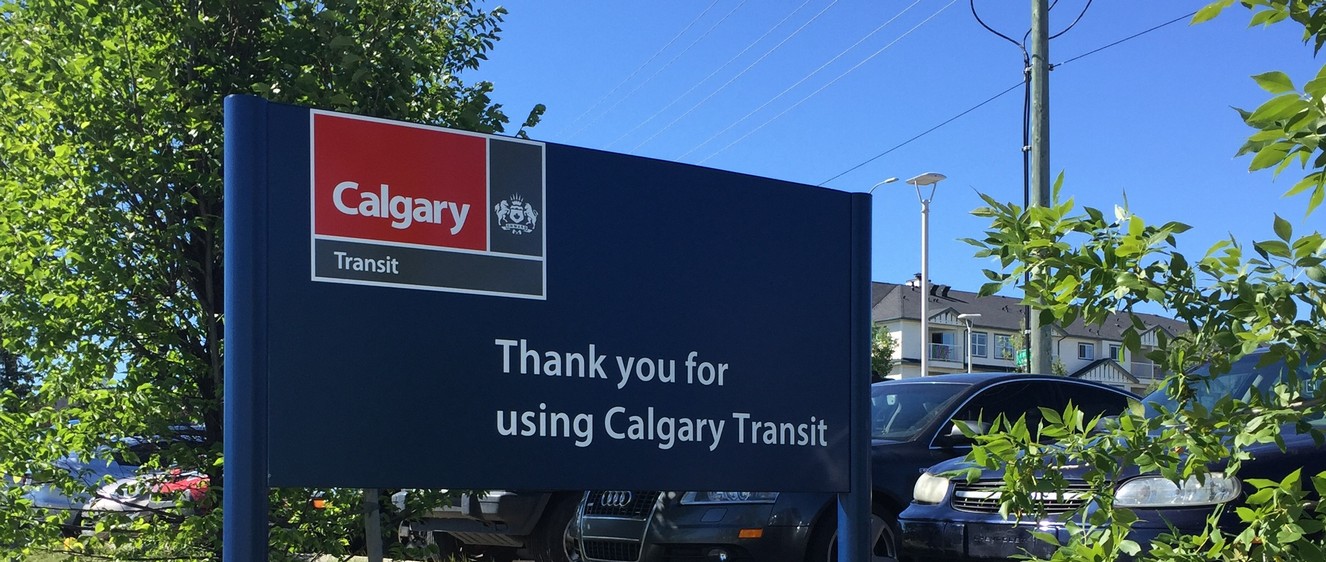 Calgary
Transit
Thank you for
using Calgary Transit